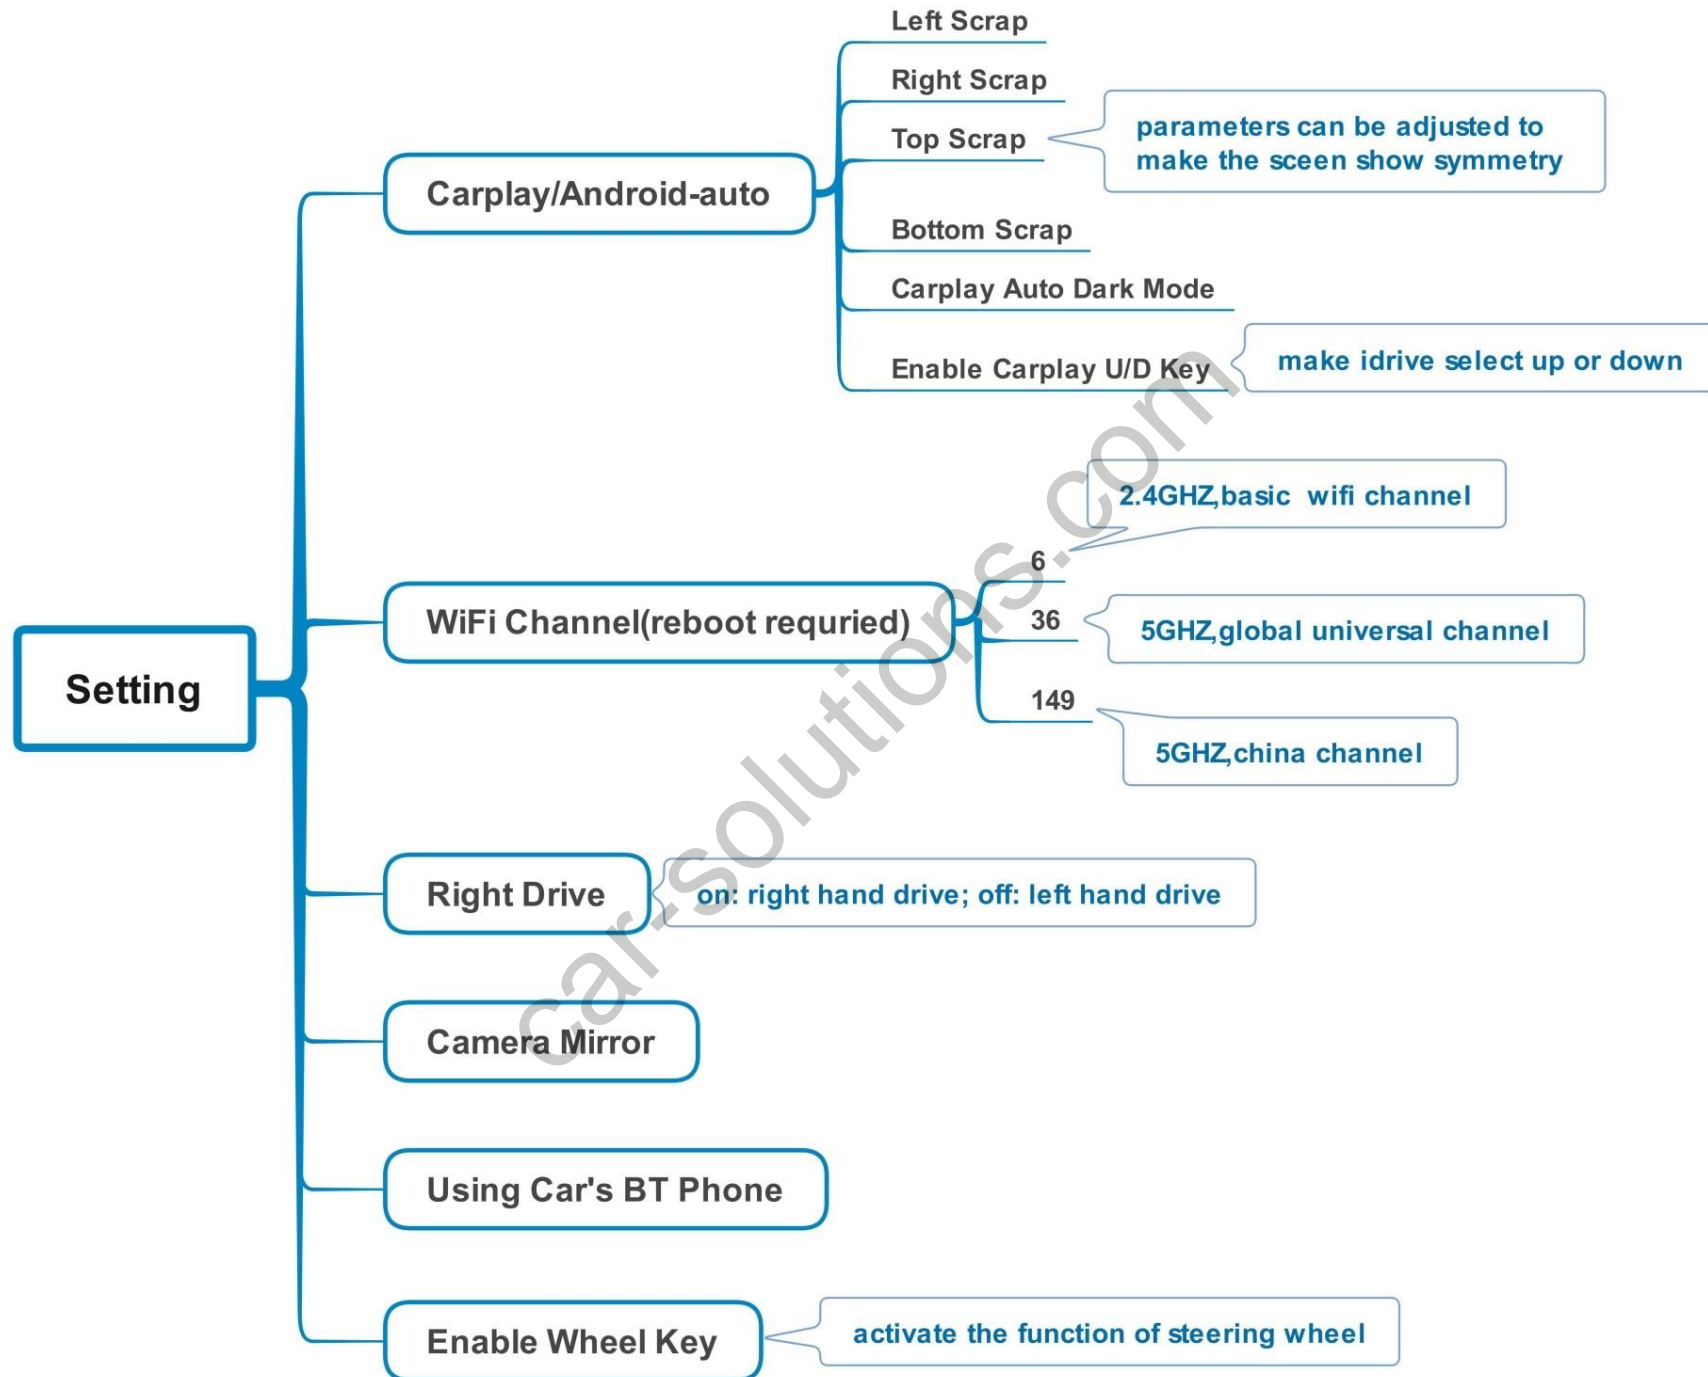 Setting
Carplay/Android-auto
Left Scrap
Right Scrap
Top Scrap
parameters can be adjusted to
make the sceen show symmetry
Bottom Scrap
Carplay Auto Dark Mode
Enable Carplay U/D Key
make idrive select up or down
WiFi Channel(reboot requried)
6
2.4GHZ,basic  wifi channel
36
5GHZ,global universal channel
149
5GHZ,china channel
Right Drive
on: right hand drive; off: left hand drive
Camera Mirror
Using Car's BT Phone
Enable Wheel Key
activate the function of steering wheel
car-solutions.com